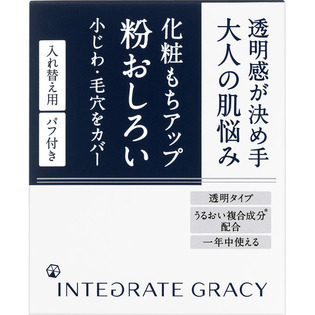 透明感が決め手
大人の肌悩み
化粧もちアップ
粉おしろい
小じわ・毛穴をカバー
入れ替え用
パフ付き
透明タイプ
うるおい複合成分*
配合
一年中使える
INTEGRATE GRACY